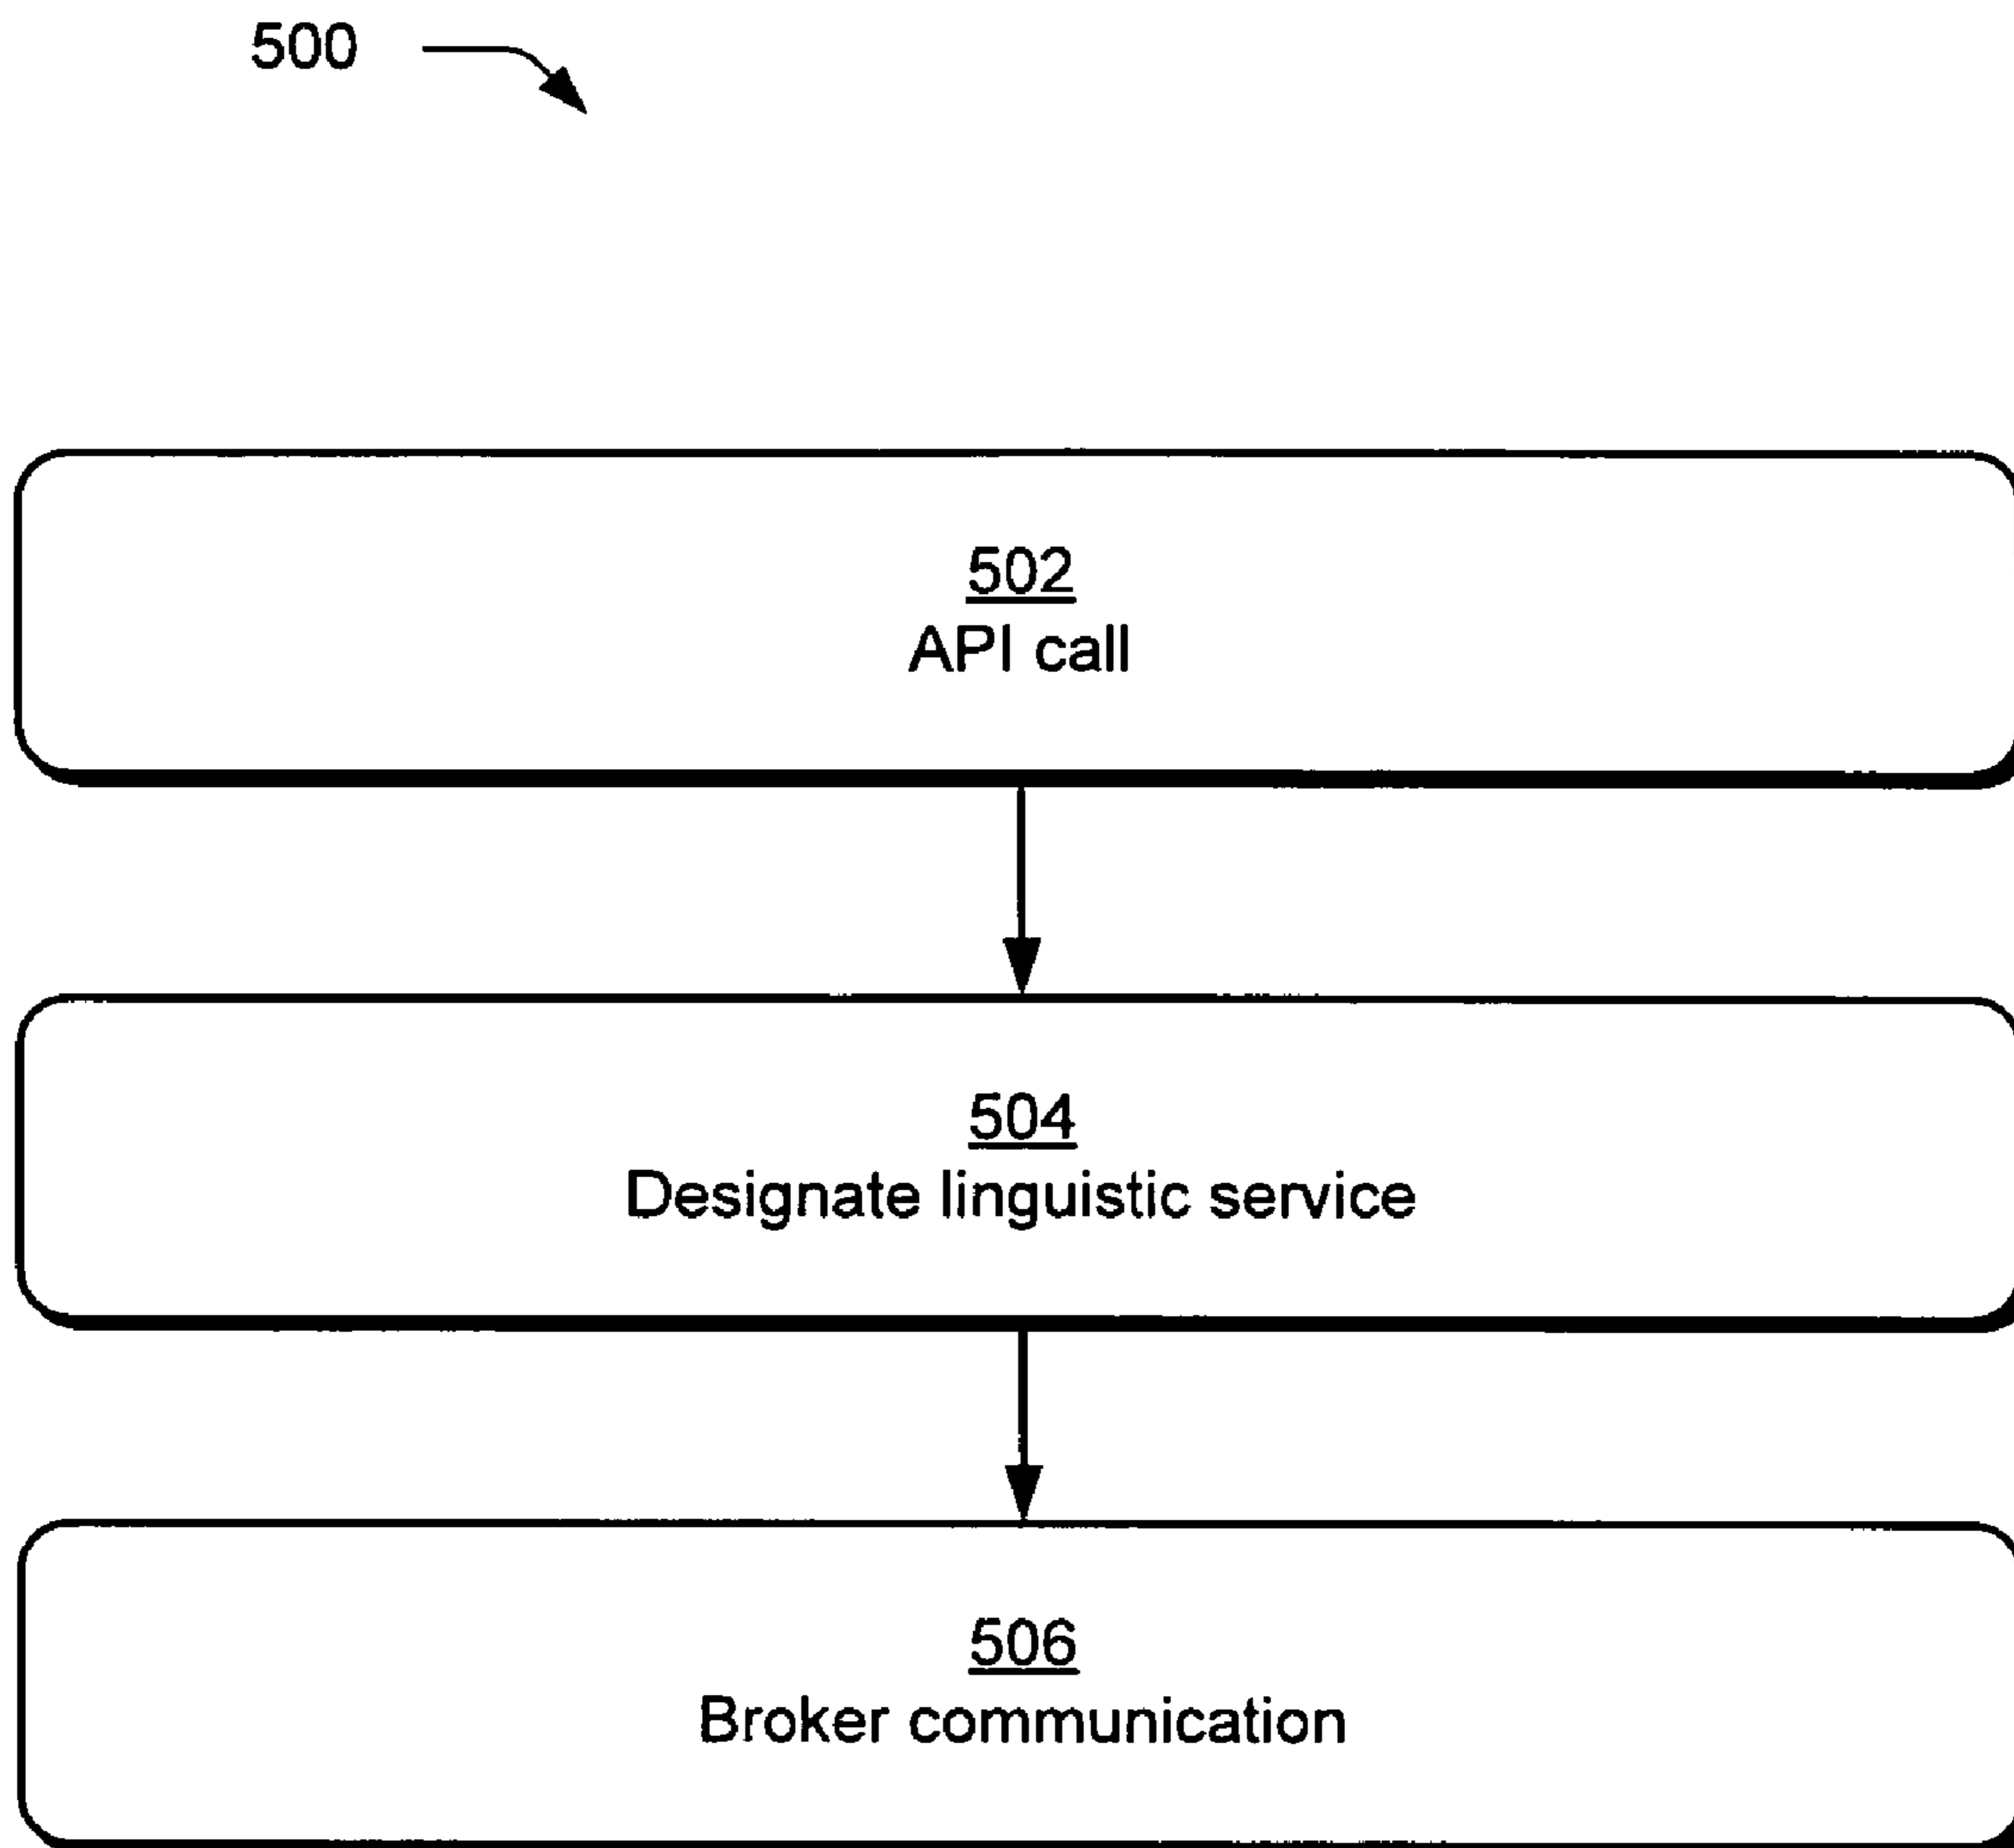 500
502
API call
504
Designate linguistic service
506
Broker communication